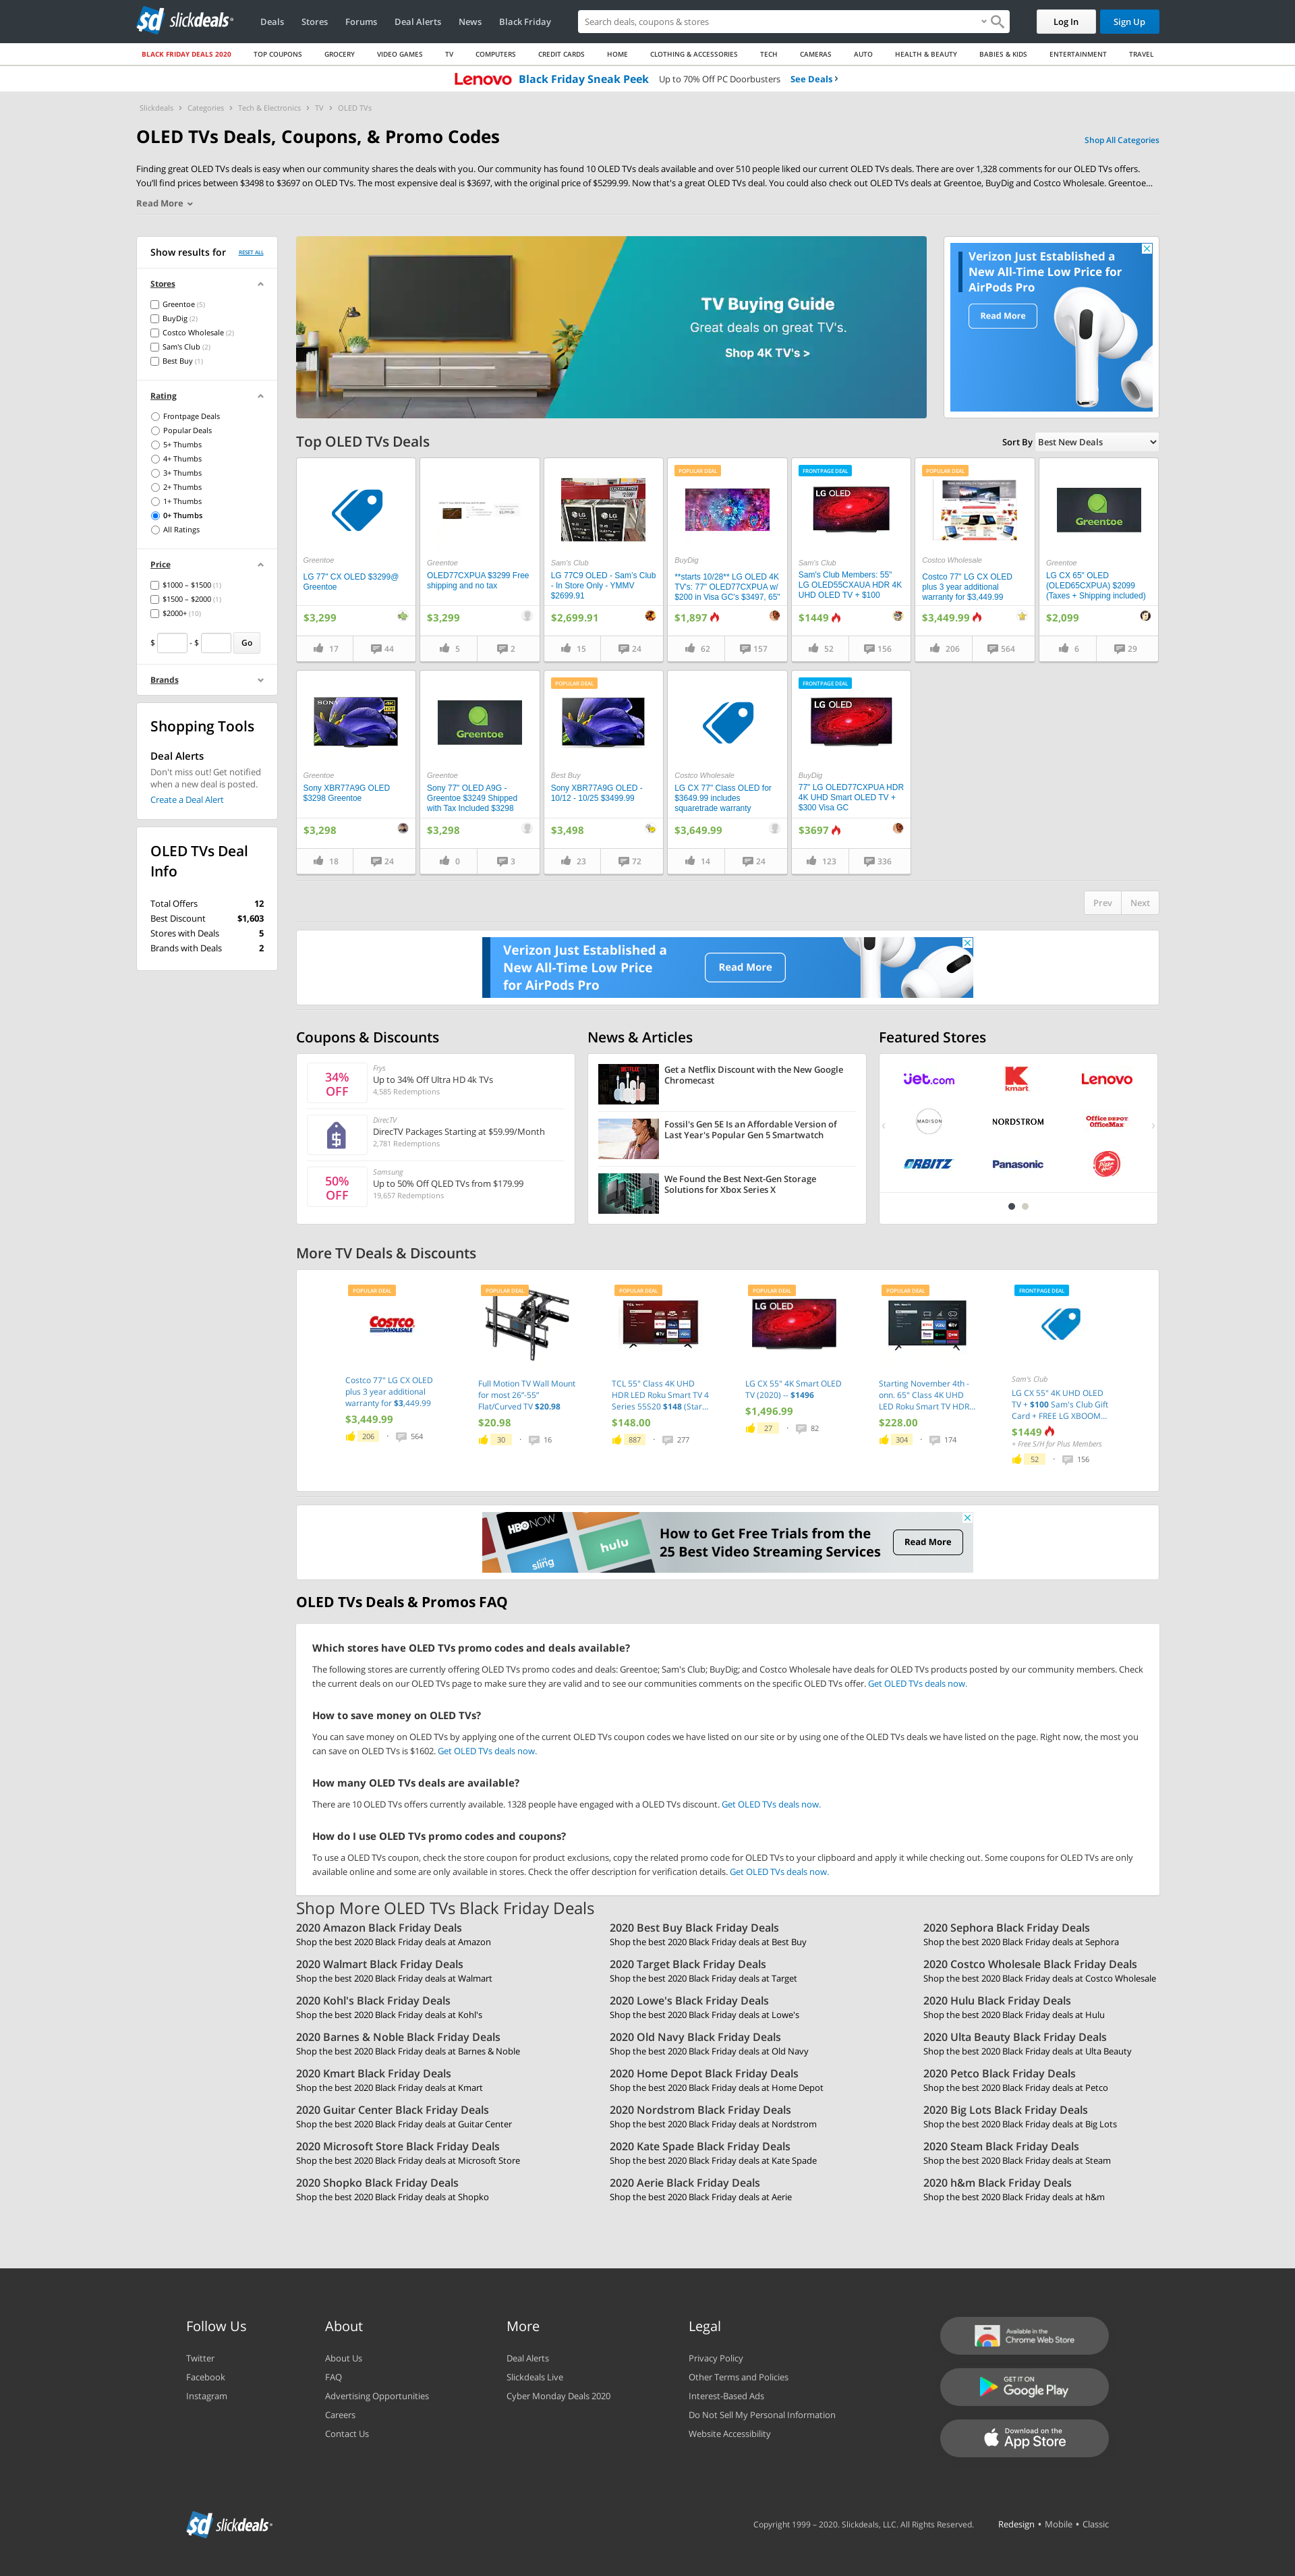 sd slickdeals
Deals Stores Forums Deal Alerts News Black Friday
Search deals, coupons & stores
Log In Sign Up
BLACK FRIDAY DEALS 2020 TOP COUPONS GROCERY VIDEO GAMES TV COMPUTERS CREDIT CARDS HOME CLOTHING & ACCESSORIES TECH CAMERAS AUTO HEALTH & BEAUTY BABIES & KIDS ENTERTAINMENT TRAVEL
Lenovo Black Friday Sneak Peek Up to 70% Off PC Doorbusters See Deals ›
Slickdeals › Categories › Tech & Electronics › TV › OLED TVs
OLED TVs Deals, Coupons, & Promo Codes
Shop All Categories
Finding great OLED TVs deals is easy when our community shares the deals with you. Our community has found 10 OLED TVs deals available and over 510 people liked our current OLED TVs deals. There are over 1,328 comments for our OLED TVs offers.
You'll find prices between $3498 to $3697 on OLED TVs. The most expensive deal is $3697, with the original price of $5299.99. Now that's a great OLED TVs deal. You could also check out OLED TVs deals at Greentoe, BuyDig and Costco Wholesale. Greentoe...
Read More
Show results for RESET ALL
Stores
Greentoe (5)
BuyDig (2)
Costco Wholesale (2)
Sam's Club (2)
Best Buy (1)
Rating
Frontpage Deals
Popular Deals
5+ Thumbs
4+ Thumbs
3+ Thumbs
2+ Thumbs
1+ Thumbs
0+ Thumbs
All Ratings
Price
$1000 – $1500 (1)
$1500 – $2000 (1)
$2000+ (10)
$ - $ Go
Brands
Shopping Tools
Deal Alerts
Don't miss out! Get notified
when a new deal is posted.
Create a Deal Alert
OLED TVs Deal
Info
Total Offers 12
Best Discount $1,603
Stores with Deals 5
Brands with Deals 2
TV Buying Guide
Great deals on great TV's.
Shop 4K TV's >
Verizon Just Established a
New All-Time Low Price for
AirPods Pro
Read More
Top OLED TVs Deals
Sort By Best New Deals
Greentoe
LG 77" CX OLED $3299@
Greentoe
$3,299
17 44
Greentoe
OLED77CXPUA $3299 Free
shipping and no tax
$3,299
5 2
Sam's Club
LG 77C9 OLED - Sam's Club
- In Store Only - YMMV
$2699.91
$2,699.91
15 24
POPULAR DEAL
BuyDig
**starts 10/28** LG OLED 4K
TV's: 77" OLED77CXPUA w/
$200 in Visa GC's $3497, 65"
$1,897
62 157
FRONTPAGE DEAL
LG OLED
Sam's Club
Sam's Club Members: 55"
LG OLED55CXAUA HDR 4K
UHD OLED TV + $100
$1449
52 156
POPULAR DEAL
Costco Wholesale
Costco 77" LG CX OLED
plus 3 year additional
warranty for $3,449.99
$3,449.99
206 564
Greentoe
Greentoe
LG CX 65" OLED
(OLED65CXPUA) $2099
(Taxes + Shipping included)
$2,099
6 29
SONY
Greentoe
Sony XBR77A9G OLED
$3298 Greentoe
$3,298
18 24
Greentoe
Greentoe
Sony 77" OLED A9G -
Greentoe $3249 Shipped
with Tax Included $3298
$3,298
0 3
POPULAR DEAL
Best Buy
Sony XBR77A9G OLED -
10/12 - 10/25 $3499.99
$3,498
23 72
Costco Wholesale
LG CX 77" Class OLED for
$3649.99 includes
squaretrade warranty
$3,649.99
14 24
FRONTPAGE DEAL
LG OLED
BuyDig
77" LG OLED77CXPUA HDR
4K UHD Smart OLED TV +
$300 Visa GC
$3697
123 336
Prev Next
Verizon Just Established a
New All-Time Low Price
for AirPods Pro
Read More
Coupons & Discounts
34%
OFF
Frys
Up to 34% Off Ultra HD 4k TVs
4,585 Redemptions
DirecTV
DirecTV Packages Starting at $59.99/Month
2,781 Redemptions
50%
OFF
Samsung
Up to 50% Off QLED TVs from $179.99
19,657 Redemptions
News & Articles
NETFLIX
Get a Netflix Discount with the New Google
Chromecast
Fossil's Gen 5E Is an Affordable Version of
Last Year's Popular Gen 5 Smartwatch
We Found the Best Next-Gen Storage
Solutions for Xbox Series X
Featured Stores
Jet.com kmart Lenovo
MADISON NORDSTROM Office DEPOT OfficeMax
ORBITZ Panasonic Pizza Hut
More TV Deals & Discounts
POPULAR DEAL
COSTCO WHOLESALE
Costco 77" LG CX OLED
plus 3 year additional
warranty for $3,449.99
$3,449.99
206 · 564
POPULAR DEAL
Full Motion TV Wall Mount
for most 26"-55"
Flat/Curved TV $20.98
$20.98
30 · 16
POPULAR DEAL
TCL 55" Class 4K UHD
HDR LED Roku Smart TV 4
Series 55S20 $148 (Star...
$148.00
887 · 277
POPULAR DEAL
LG OLED
LG CX 55" 4K Smart OLED
TV (2020) -- $1496
$1,496.99
27 · 82
POPULAR DEAL
Starting November 4th -
onn. 65" Class 4K UHD
LED Roku Smart TV HDR...
$228.00
304 · 174
FRONTPAGE DEAL
Sam's Club
LG CX 55" 4K UHD OLED
TV + $100 Sam's Club Gift
Card + FREE LG XBOOM...
$1449
+ Free S/H for Plus Members
52 · 156
HBO NOW sling hulu
How to Get Free Trials from the
25 Best Video Streaming Services
Read More
OLED TVs Deals & Promos FAQ
Which stores have OLED TVs promo codes and deals available?
The following stores are currently offering OLED TVs promo codes and deals: Greentoe; Sam's Club; BuyDig; and Costco Wholesale have deals for OLED TVs products posted by our community members. Check
the current deals on our OLED TVs page to make sure they are valid and to see our communities comments on the specific OLED TVs offer. Get OLED TVs deals now.
How to save money on OLED TVs?
You can save money on OLED TVs by applying one of the current OLED TVs coupon codes we have listed on our site or by using one of the OLED TVs deals we have listed on the page. Right now, the most you
can save on OLED TVs is $1602. Get OLED TVs deals now.
How many OLED TVs deals are available?
There are 10 OLED TVs offers currently available. 1328 people have engaged with a OLED TVs discount. Get OLED TVs deals now.
How do I use OLED TVs promo codes and coupons?
To use a OLED TVs coupon, check the store coupon for product exclusions, copy the related promo code for OLED TVs to your clipboard and apply it while checking out. Some coupons for OLED TVs are only
available online and some are only available in stores. Check the offer description for verification details. Get OLED TVs deals now.
Shop More OLED TVs Black Friday Deals
2020 Amazon Black Friday Deals 2020 Best Buy Black Friday Deals 2020 Sephora Black Friday Deals
Shop the best 2020 Black Friday deals at Amazon Shop the best 2020 Black Friday deals at Best Buy Shop the best 2020 Black Friday deals at Sephora
2020 Walmart Black Friday Deals 2020 Target Black Friday Deals 2020 Costco Wholesale Black Friday Deals
Shop the best 2020 Black Friday deals at Walmart Shop the best 2020 Black Friday deals at Target Shop the best 2020 Black Friday deals at Costco Wholesale
2020 Kohl's Black Friday Deals 2020 Lowe's Black Friday Deals 2020 Hulu Black Friday Deals
Shop the best 2020 Black Friday deals at Kohl's Shop the best 2020 Black Friday deals at Lowe's Shop the best 2020 Black Friday deals at Hulu
2020 Barnes & Noble Black Friday Deals 2020 Old Navy Black Friday Deals 2020 Ulta Beauty Black Friday Deals
Shop the best 2020 Black Friday deals at Barnes & Noble Shop the best 2020 Black Friday deals at Old Navy Shop the best 2020 Black Friday deals at Ulta Beauty
2020 Kmart Black Friday Deals 2020 Home Depot Black Friday Deals 2020 Petco Black Friday Deals
Shop the best 2020 Black Friday deals at Kmart Shop the best 2020 Black Friday deals at Home Depot Shop the best 2020 Black Friday deals at Petco
2020 Guitar Center Black Friday Deals 2020 Nordstrom Black Friday Deals 2020 Big Lots Black Friday Deals
Shop the best 2020 Black Friday deals at Guitar Center Shop the best 2020 Black Friday deals at Nordstrom Shop the best 2020 Black Friday deals at Big Lots
2020 Microsoft Store Black Friday Deals 2020 Kate Spade Black Friday Deals 2020 Steam Black Friday Deals
Shop the best 2020 Black Friday deals at Microsoft Store Shop the best 2020 Black Friday deals at Kate Spade Shop the best 2020 Black Friday deals at Steam
2020 Shopko Black Friday Deals 2020 Aerie Black Friday Deals 2020 h&m Black Friday Deals
Shop the best 2020 Black Friday deals at Shopko Shop the best 2020 Black Friday deals at Aerie Shop the best 2020 Black Friday deals at h&m
Follow Us
Twitter
Facebook
Instagram
About
About Us
FAQ
Advertising Opportunities
Careers
Contact Us
More
Deal Alerts
Slickdeals Live
Cyber Monday Deals 2020
Legal
Privacy Policy
Other Terms and Policies
Interest-Based Ads
Do Not Sell My Personal Information
Website Accessibility
Available in the
Chrome Web Store
GET IT ON
Google Play
Download on the
App Store
sd slickdeals
Copyright 1999 – 2020. Slickdeals, LLC. All Rights Reserved. Redesign • Mobile • Classic